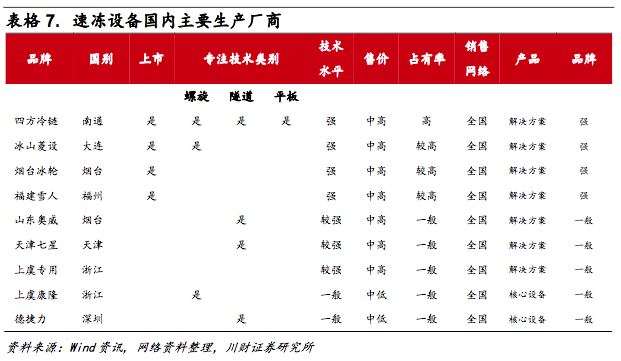 表格 7. 速冻设备国内主要生产厂商
品牌 国别 上市 专注技术类别 技术水平 售价 占有率 销售网络 产品 品牌
螺旋 隧道 平板
四方冷链 南通 是 是 是 是 强 中高 高 全国 解决方案 强
冰山菱设 大连 是 是 强 中高 较高 全国 解决方案 强
烟台冰轮 烟台 是 强 中高 较高 全国 解决方案 强
福建雪人 福州 是 强 中高 较高 全国 解决方案 强
山东奥威 烟台 是 较强 中高 一般 全国 解决方案 一般
天津七星 天津 是 较强 中高 一般 全国 解决方案 一般
上虞专用 浙江 较强 中高 一般 全国 解决方案 一般
上虞康隆 浙江 是 一般 中低 一般 全国 核心设备 一般
德捷力 深圳 是 一般 中低 一般 全国 核心设备 一般
资料来源：Wind 资讯, 网络资料整理, 川财证券研究所